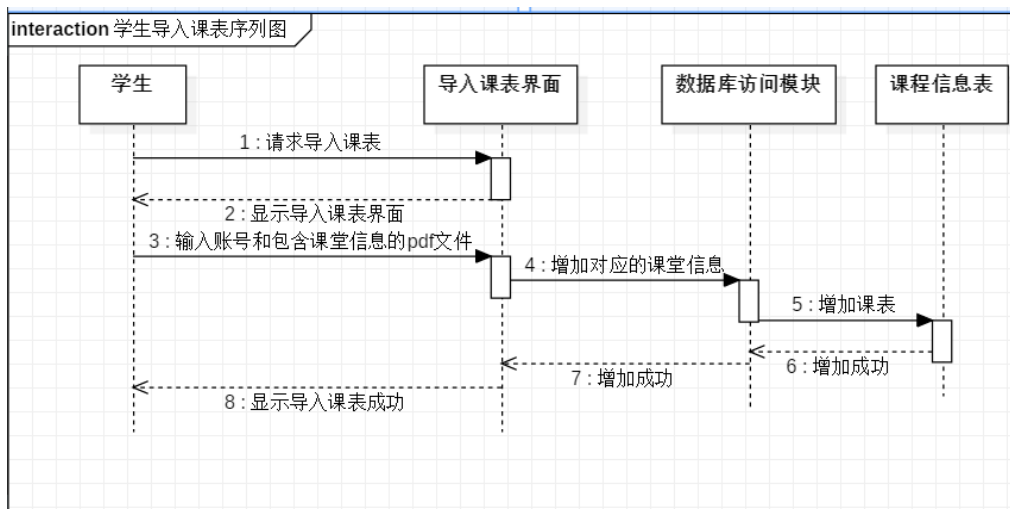 interaction 学生导入课表序列图
学生
导入课表界面
数据库访问模块
课程信息表
1 : 请求导入课表
2 : 显示导入课表界面
3 : 输入账号和包含课堂信息的pdf文件
4 : 增加对应的课堂信息
5 : 增加课表
6 : 增加成功
7 : 增加成功
8 : 显示导入课表成功